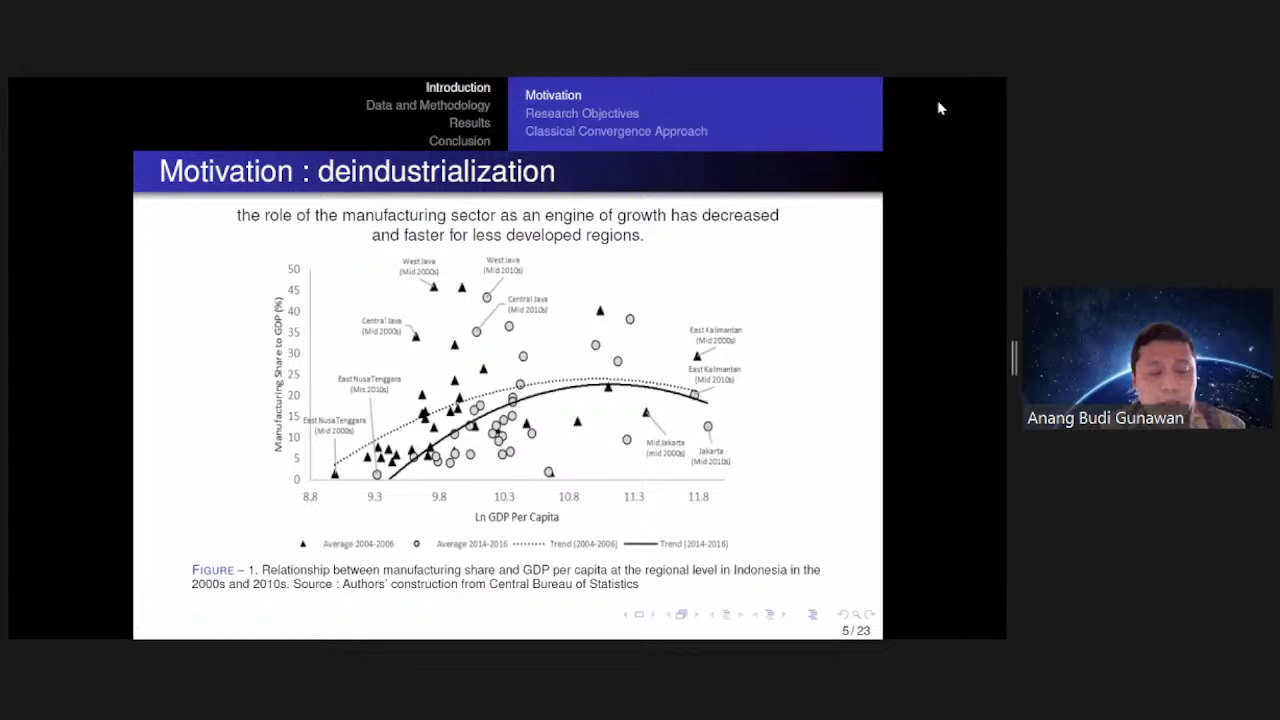 Introduction
Data and Methodology
Results
Conclusion
Motivation
Research Objectives
Classical Convergence Approach
Motivation : deindustrialization
the role of the manufacturing sector as an engine of growth has decreased
and faster for less developed regions.
Manufacturing Share to GDP (%)
50
45
40
35
30
25
20
15
10
5
0
West Java
(Mid 2000s)
West Java
(Mid 2010s)
Central Java
(Mid 2010s)
Central Java
(Mid 2000s)
East Kalimantan
(Mid 2000s)
East Kalimantan
(Mid 2010s)
East Nusa Tenggara
(Mis 2010s)
East Nusa Tenggara
(Mid 2000s)
Mid Jakarta
(mid 2000s)
Jakarta
(Mid 2010s)
8.8 9.3 9.8 10.3 10.8 11.3 11.8
Ln GDP Per Capita
Average 2004-2006 Average 2014-2016 Trend (2004-2006) Trend (2014-2016)
FIGURE – 1. Relationship between manufacturing share and GDP per capita at the regional level in Indonesia in the
2000s and 2010s. Source : Authors' construction from Central Bureau of Statistics
5 / 23
Anang Budi Gunawan